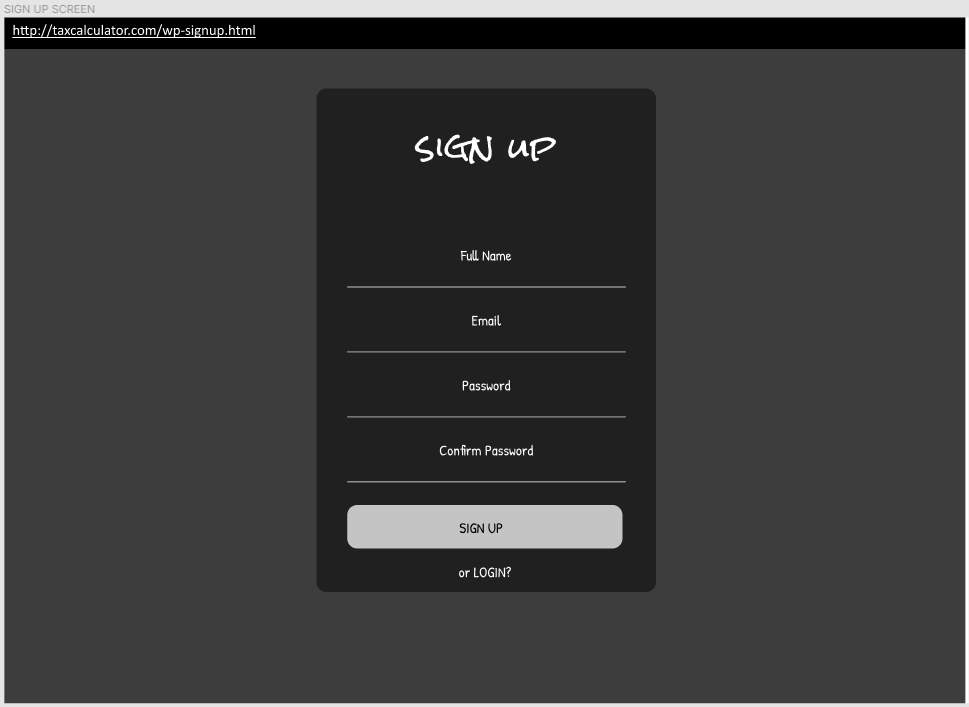 SIGN UP SCREEN
http://taxcalculator.com/wp-signup.html
SIGN UP
Full Name
Email
Password
Confirm Password
SIGN UP
or LOGIN?